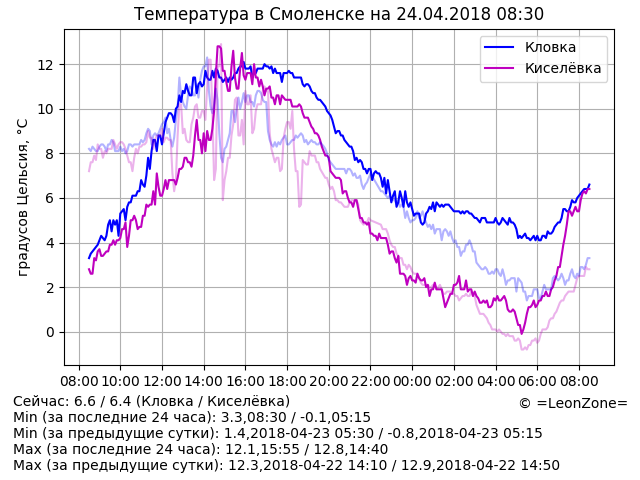 Температура в Смоленске на 24.04.2018 08:30
градусов Цельсия, °C
12
10
8
6
4
2
0
Кловка
Киселёвка
08:00 10:00 12:00 14:00 16:00 18:00 20:00 22:00 00:00 02:00 04:00 06:00 08:00
Сейчас: 6.6 / 6.4 (Кловка / Киселёвка)
© =LeonZone=
Min (за последние 24 часа): 3.3,08:30 / -0.1,05:15
Min (за предыдущие сутки): 1.4,2018-04-23 05:30 / -0.8,2018-04-23 05:15
Max (за последние 24 часа): 12.1,15:55 / 12.8,14:40
Max (за предыдущие сутки): 12.3,2018-04-22 14:10 / 12.9,2018-04-22 14:50